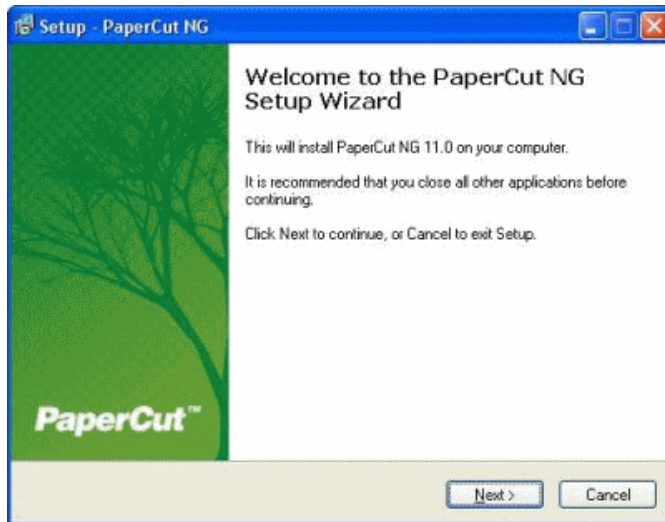 Setup - PaperCut NG
Welcome to the PaperCut NG
Setup Wizard
This will install PaperCut NG 11.0 on your computer.
It is recommended that you close all other applications before
continuing.
Click Next to continue, or Cancel to exit Setup.
PaperCut™
Next >
Cancel